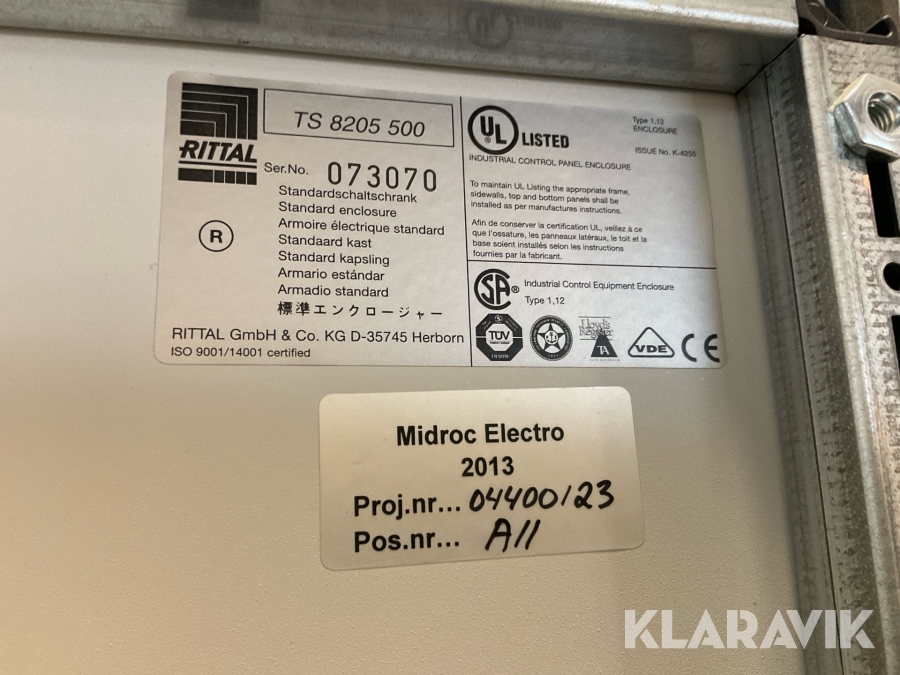 RITTAL
TS 8205 500
Ser.No. 073070
Standardschaltschrank
Standard enclosure
Armoire électrique standard
Standaard kast
Standard kapsling
Armario estándar
Armadio standard
標準エンクロージャー
R
RITTAL GmbH & Co. KG D-35745 Herborn
ISO 9001/14001 certified
UL LISTED
Type 1,12
ENCLOSURE
ISSUE No. K-4255
INDUSTRIAL CONTROL PANEL ENCLOSURE
To maintain UL Listing the appropriate frame,
sidewalls, top and bottom panels shall be
installed as per manufactures instructions.
Afin de conserver la certification UL, veillez à ce
que l'ossature, les panneaux latéraux, le toit et la
base soient installés selon les instructions
fournies par la fabricant.
SA ® Industrial Control Equipment Enclosure
Type 1,12
TÜV
Lloyd's
Register
TA
VDE
CE
Midroc Electro
2013
Proj.nr... 04400123
Pos.nr... A11
KLARAVIK